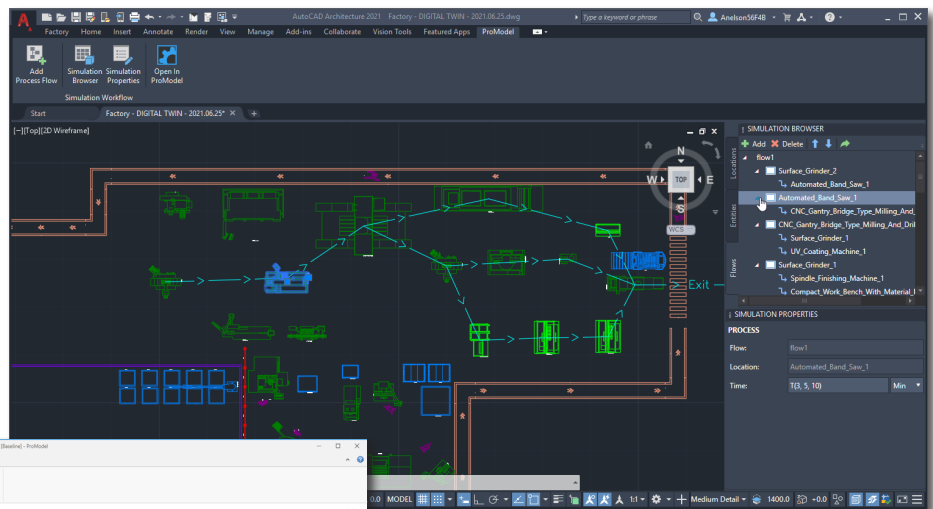 AutoCAD Architecture 2021 Factory - DIGITAL TWIN - 2021.06.25.dwg
Type a keyword or phrase
Anelson56F4B
Factory Home Insert Annotate Render View Manage Add-ins Collaborate Vision Tools Featured Apps ProModel
Add
Process Flow
Simulation
Browser
Simulation
Properties
Open In
ProModel
Simulation Workflow
Start
Factory - DIGITAL TWIN - 2021.06.25*
[−][Top][2D Wireframe]
N
W
TOP
E
S
WCS
Exit
SIMULATION BROWSER
Add Delete
Locations
Entities
Flows
flow1
Surface_Grinder_2
Automated_Band_Saw_1
Automated_Band_Saw_1
CNC_Gantry_Bridge_Type_Milling_And_
CNC_Gantry_Bridge_Type_Milling_And_Dril
Surface_Grinder_1
UV_Coating_Machine_1
Surface_Grinder_1
Spindle_Finishing_Machine_1
Compact_Work_Bench_With_Material_
SIMULATION PROPERTIES
PROCESS
Flow: flow1
Location: Automated_Band_Saw_1
Time: T(3, 5, 10) Min
[Baseline] - ProModel
0.0 MODEL 1:1 Medium Detail 1400.0 +0.0